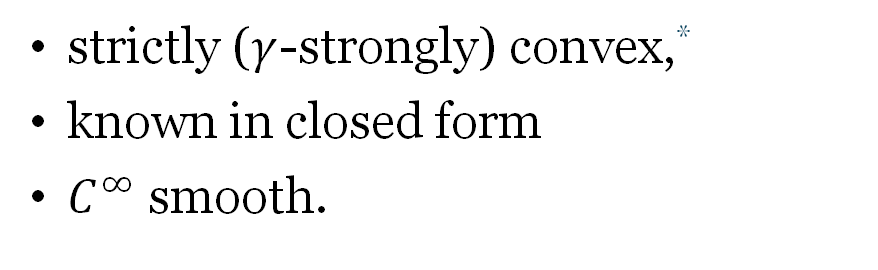 • strictly (γ-strongly) convex,*
• known in closed form
• C^∞ smooth.